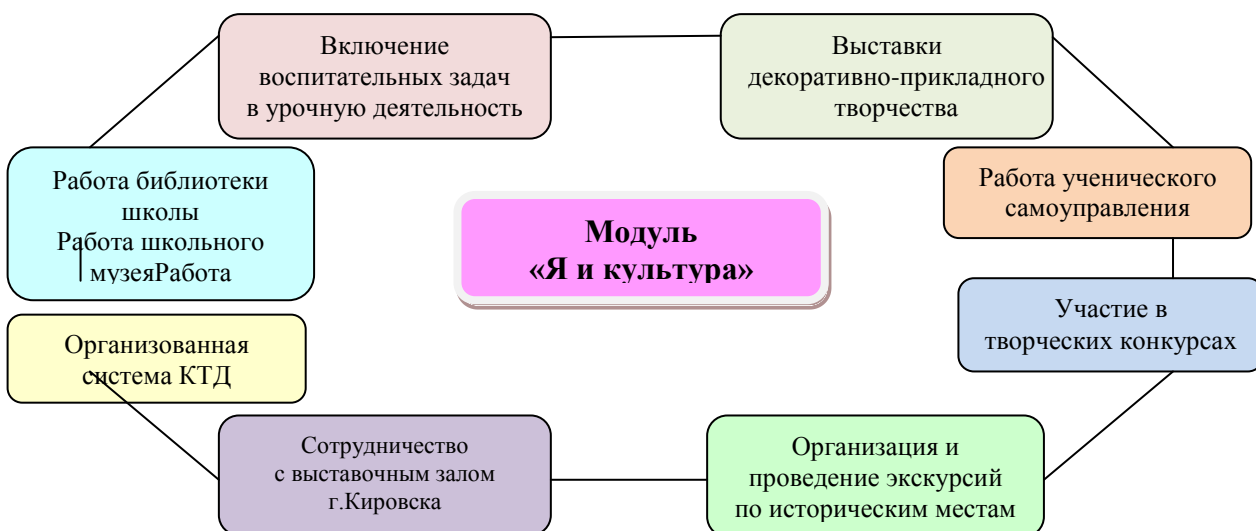 Включение
воспитательных задач
в урочную деятельность
Выставки
декоративно-прикладного
творчества
Работа библиотеки
школы
Работа школьного
музеяРабота
Модуль
«Я и культура»
Работа ученического
самоуправления
Организованная
система КТД
Участие в
творческих конкурсах
Сотрудничество
с выставочным залом
г.Кировска
Организация и
проведение экскурсий
по историческим местам